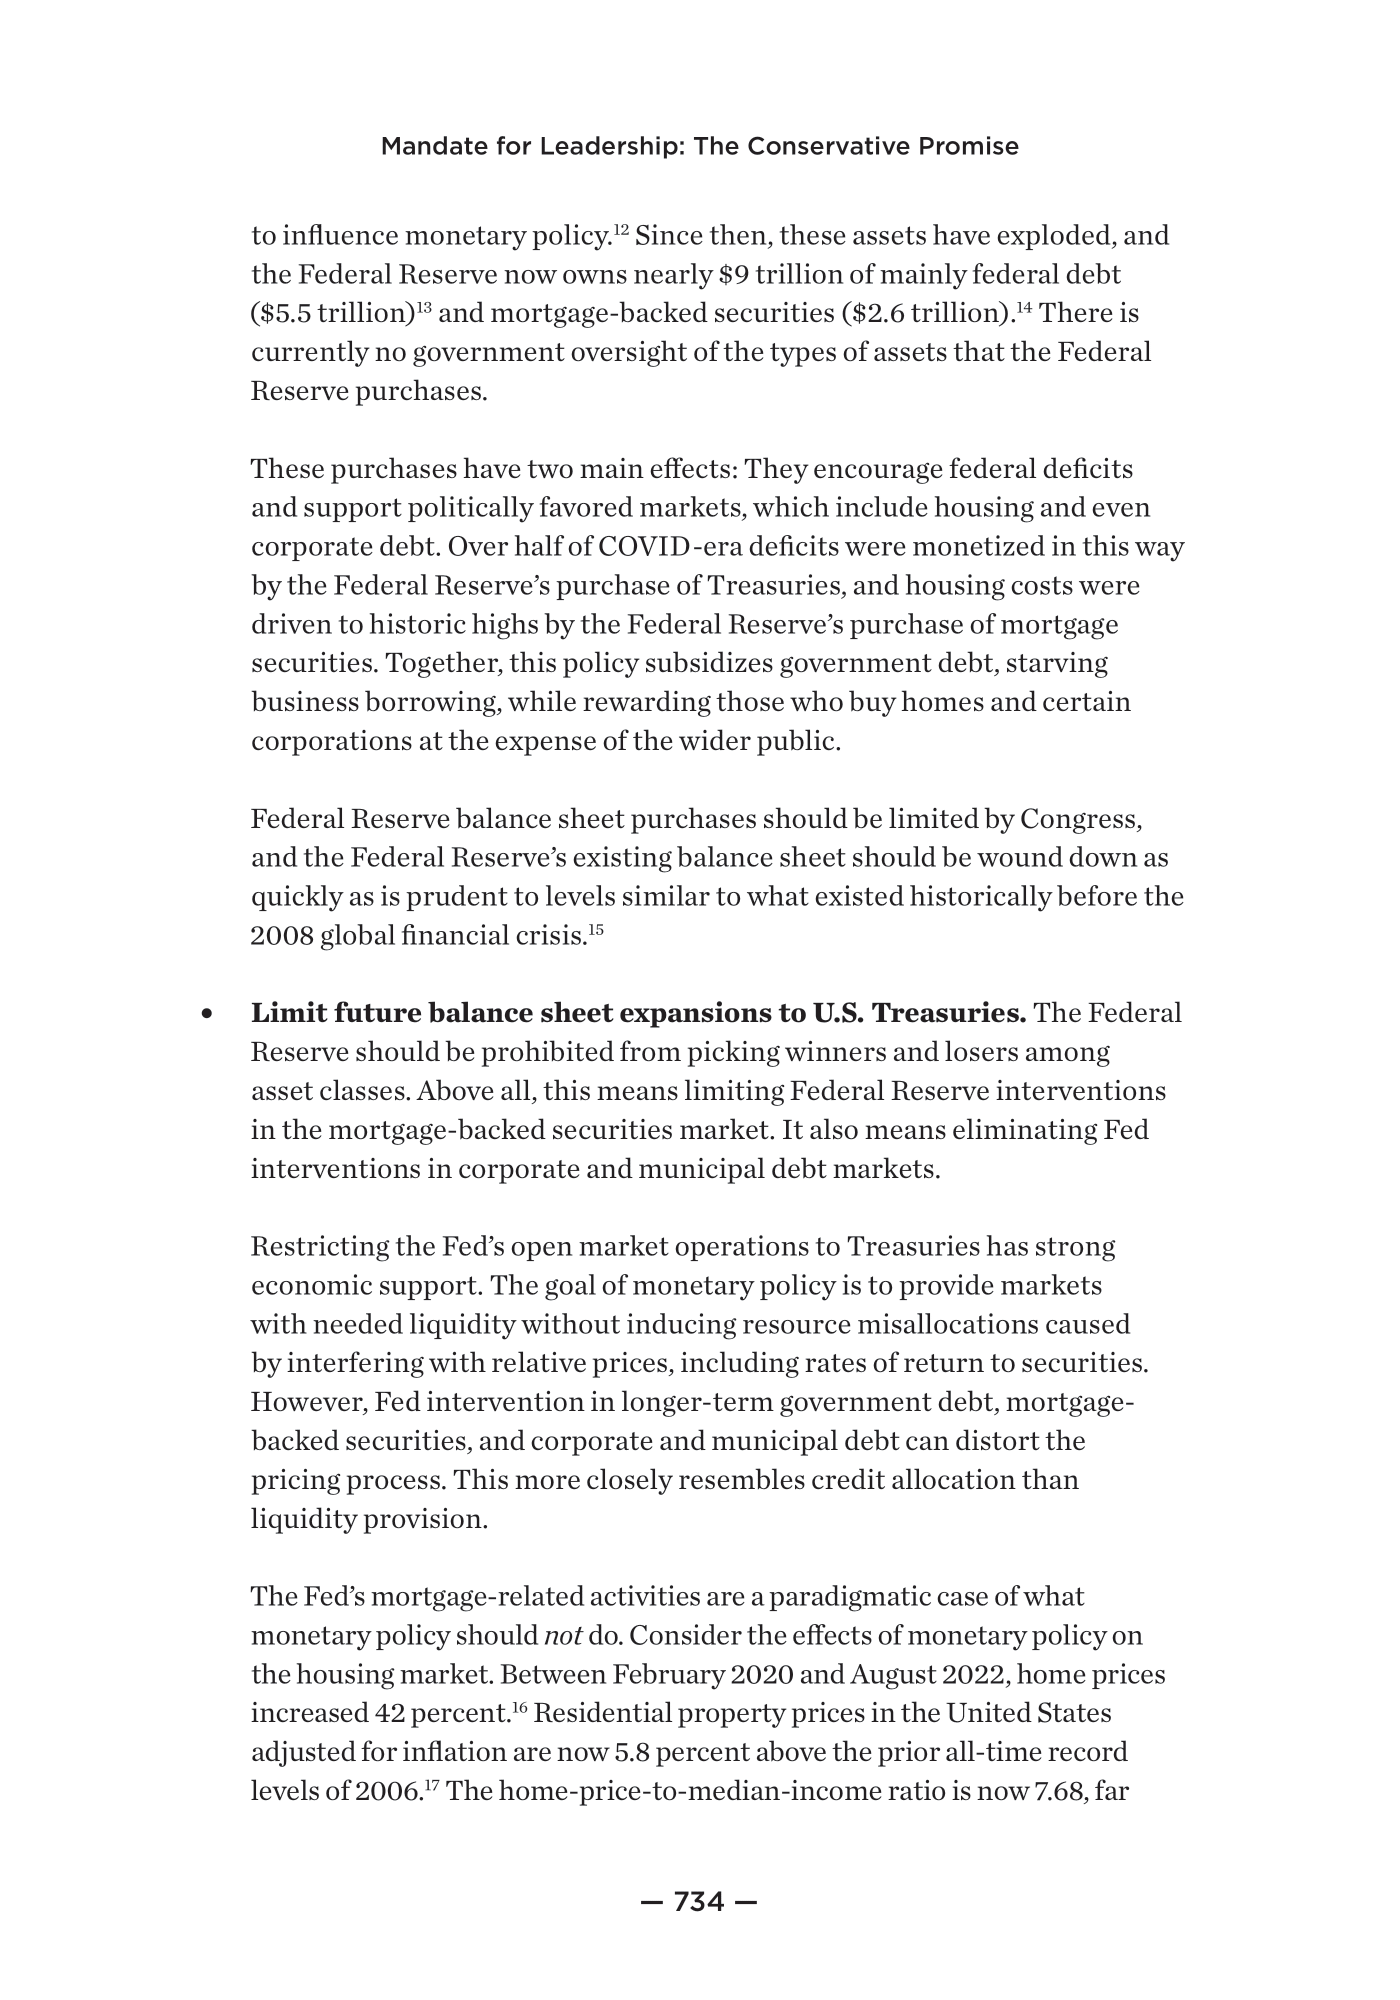 Mandate for Leadership: The Conservative Promise
to influence monetary policy.12 Since then, these assets have exploded, and
the Federal Reserve now owns nearly $9 trillion of mainly federal debt
($5.5 trillion)13 and mortgage-backed securities ($2.6 trillion).14 There is
currently no government oversight of the types of assets that the Federal
Reserve purchases.
These purchases have two main effects: They encourage federal deficits
and support politically favored markets, which include housing and even
corporate debt. Over half of COVID-era deficits were monetized in this way
by the Federal Reserve’s purchase of Treasuries, and housing costs were
driven to historic highs by the Federal Reserve’s purchase of mortgage
securities. Together, this policy subsidizes government debt, starving
business borrowing, while rewarding those who buy homes and certain
corporations at the expense of the wider public.
Federal Reserve balance sheet purchases should be limited by Congress,
and the Federal Reserve’s existing balance sheet should be wound down as
quickly as is prudent to levels similar to what existed historically before the
2008 global financial crisis.15
• Limit future balance sheet expansions to U.S. Treasuries. The Federal
Reserve should be prohibited from picking winners and losers among
asset classes. Above all, this means limiting Federal Reserve interventions
in the mortgage-backed securities market. It also means eliminating Fed
interventions in corporate and municipal debt markets.
Restricting the Fed’s open market operations to Treasuries has strong
economic support. The goal of monetary policy is to provide markets
with needed liquidity without inducing resource misallocations caused
by interfering with relative prices, including rates of return to securities.
However, Fed intervention in longer-term government debt, mortgage-
backed securities, and corporate and municipal debt can distort the
pricing process. This more closely resembles credit allocation than
liquidity provision.
The Fed’s mortgage-related activities are a paradigmatic case of what
monetary policy should not do. Consider the effects of monetary policy on
the housing market. Between February 2020 and August 2022, home prices
increased 42 percent.16 Residential property prices in the United States
adjusted for inflation are now 5.8 percent above the prior all-time record
levels of 2006.17 The home-price-to-median-income ratio is now 7.68, far
— 734 —